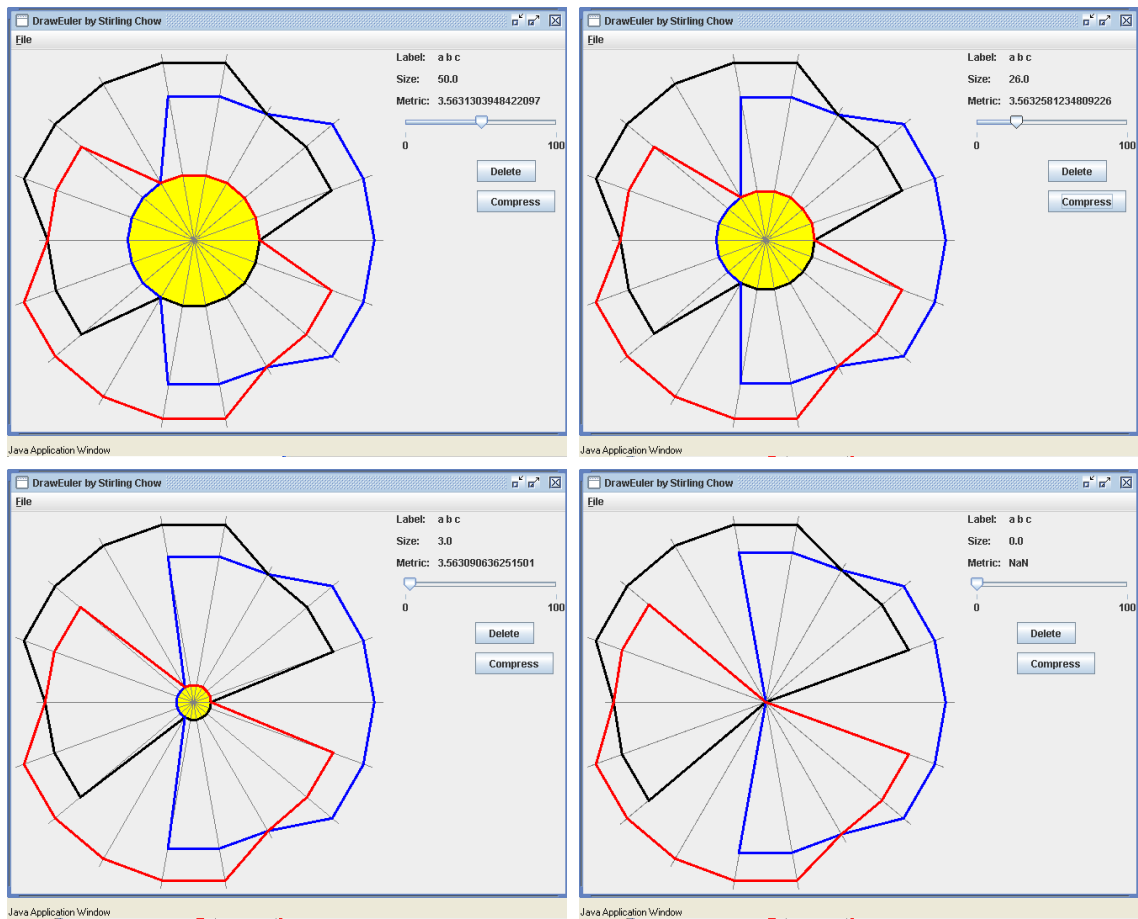 DrawEuler by Stirling Chow
File
Label: a b c
Size: 50.0
Metric: 3.5631303948422097
0 100
Delete
Compress
Java Application Window
DrawEuler by Stirling Chow
File
Label: a b c
Size: 26.0
Metric: 3.5632581234809226
0 100
Delete
Compress
Java Application Window
DrawEuler by Stirling Chow
File
Label: a b c
Size: 3.0
Metric: 3.563090636251501
0 100
Delete
Compress
Java Application Window
DrawEuler by Stirling Chow
File
Label: a b c
Size: 0.0
Metric: NaN
0 100
Delete
Compress
Java Application Window